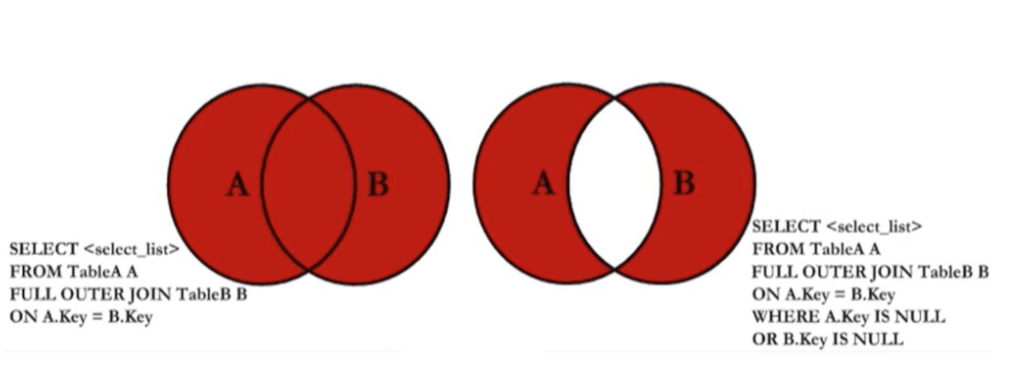 A
B
A
B
SELECT <select_list>
FROM TableA A
FULL OUTER JOIN TableB B
ON A.Key = B.Key
SELECT <select_list>
FROM TableA A
FULL OUTER JOIN TableB B
ON A.Key = B.Key
WHERE A.Key IS NULL
OR B.Key IS NULL